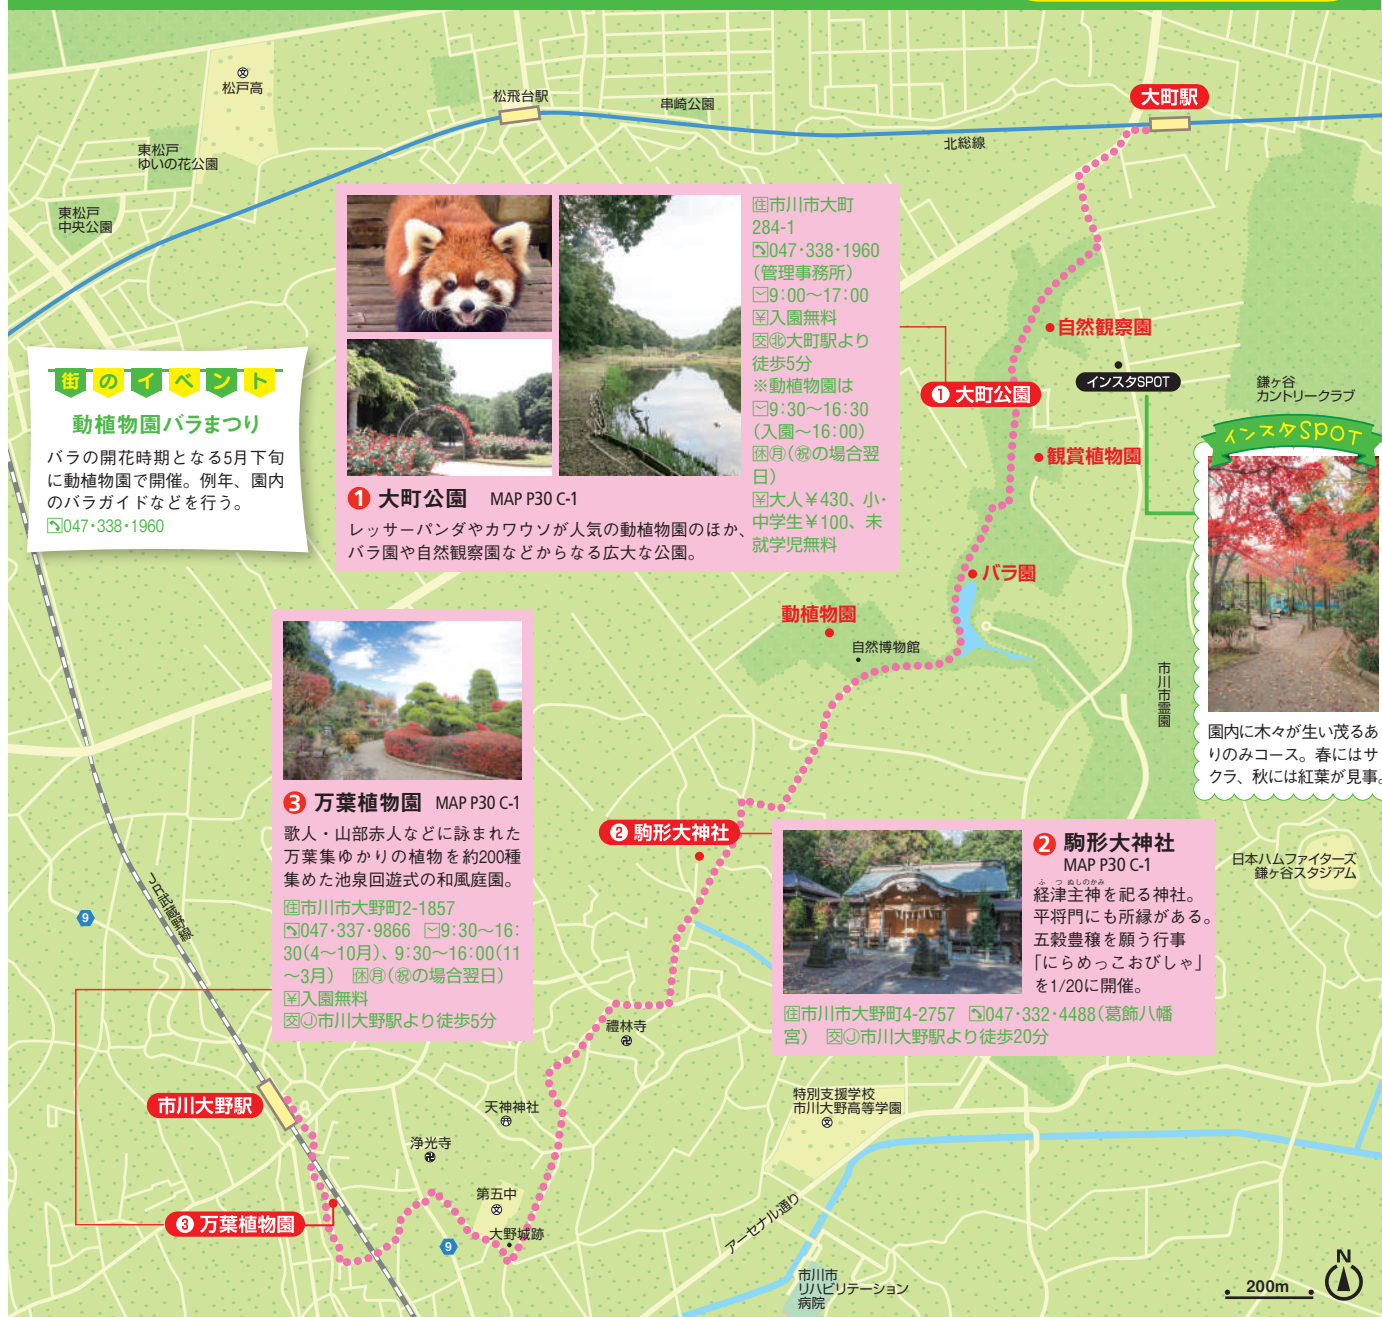 松戸高
松飛台駅
串崎公園
大町駅
北総線
東松戸
ゆいの花公園
東松戸
中央公園
街のイベント
動植物園バラまつり
バラの開花時期となる5月下旬
に動植物園で開催。例年、園内
のバラガイドなどを行う。
047・338・1960
住市川市大町
284-1
047・338・1960
(管理事務所)
9:00〜17:00
¥入園無料
交北大町駅より
徒歩5分
※動植物園は
9:30〜16:30
(入園〜16:00)
休月(祝の場合翌
日)
¥大人¥430、小・
中学生¥100、未
就学児無料
1 大町公園 MAP P30 C-1
レッサーパンダやカワウソが人気の動植物園のほか、
バラ園や自然観察園などからなる広大な公園。
自然観察園
インスタSPOT
1 大町公園
鎌ヶ谷
カントリークラブ
インスタSPOT
観賞植物園
バラ園
動植物園
自然博物館
市川市霊園
園内に木々が生い茂るあ
りのみコース。春にはサ
クラ、秋には紅葉が見事。
3 万葉植物園 MAP P30 C-1
歌人・山部赤人などに詠まれた
万葉集ゆかりの植物を約200種
集めた池泉回遊式の和風庭園。
住市川市大野町2-1857
047・337・9866 9:30〜16:
30(4〜10月)、9:30〜16:00(11
〜3月) 休月(祝の場合翌日)
¥入園無料
交J市川大野駅より徒歩5分
2 駒形大神社
2 駒形大神社
MAP P30 C-1
ふつぬしのかみ
経津主神を祀る神社。
平将門にも所縁がある。
五穀豊穣を願う行事
「にらめっこおびしゃ」
を1/20に開催。
住市川市大野町4-2757 047・332・4488(葛飾八幡
宮) 交J市川大野駅より徒歩20分
日本ハムファイターズ
鎌ヶ谷スタジアム
JR武蔵野線
9
禮林寺
市川大野駅
天神神社
浄光寺
特別支援学校
市川大野高等学園
第五中
3 万葉植物園
大野城跡
9
アーセナル通り
市川市
リハビリテーション
病院
N
200m